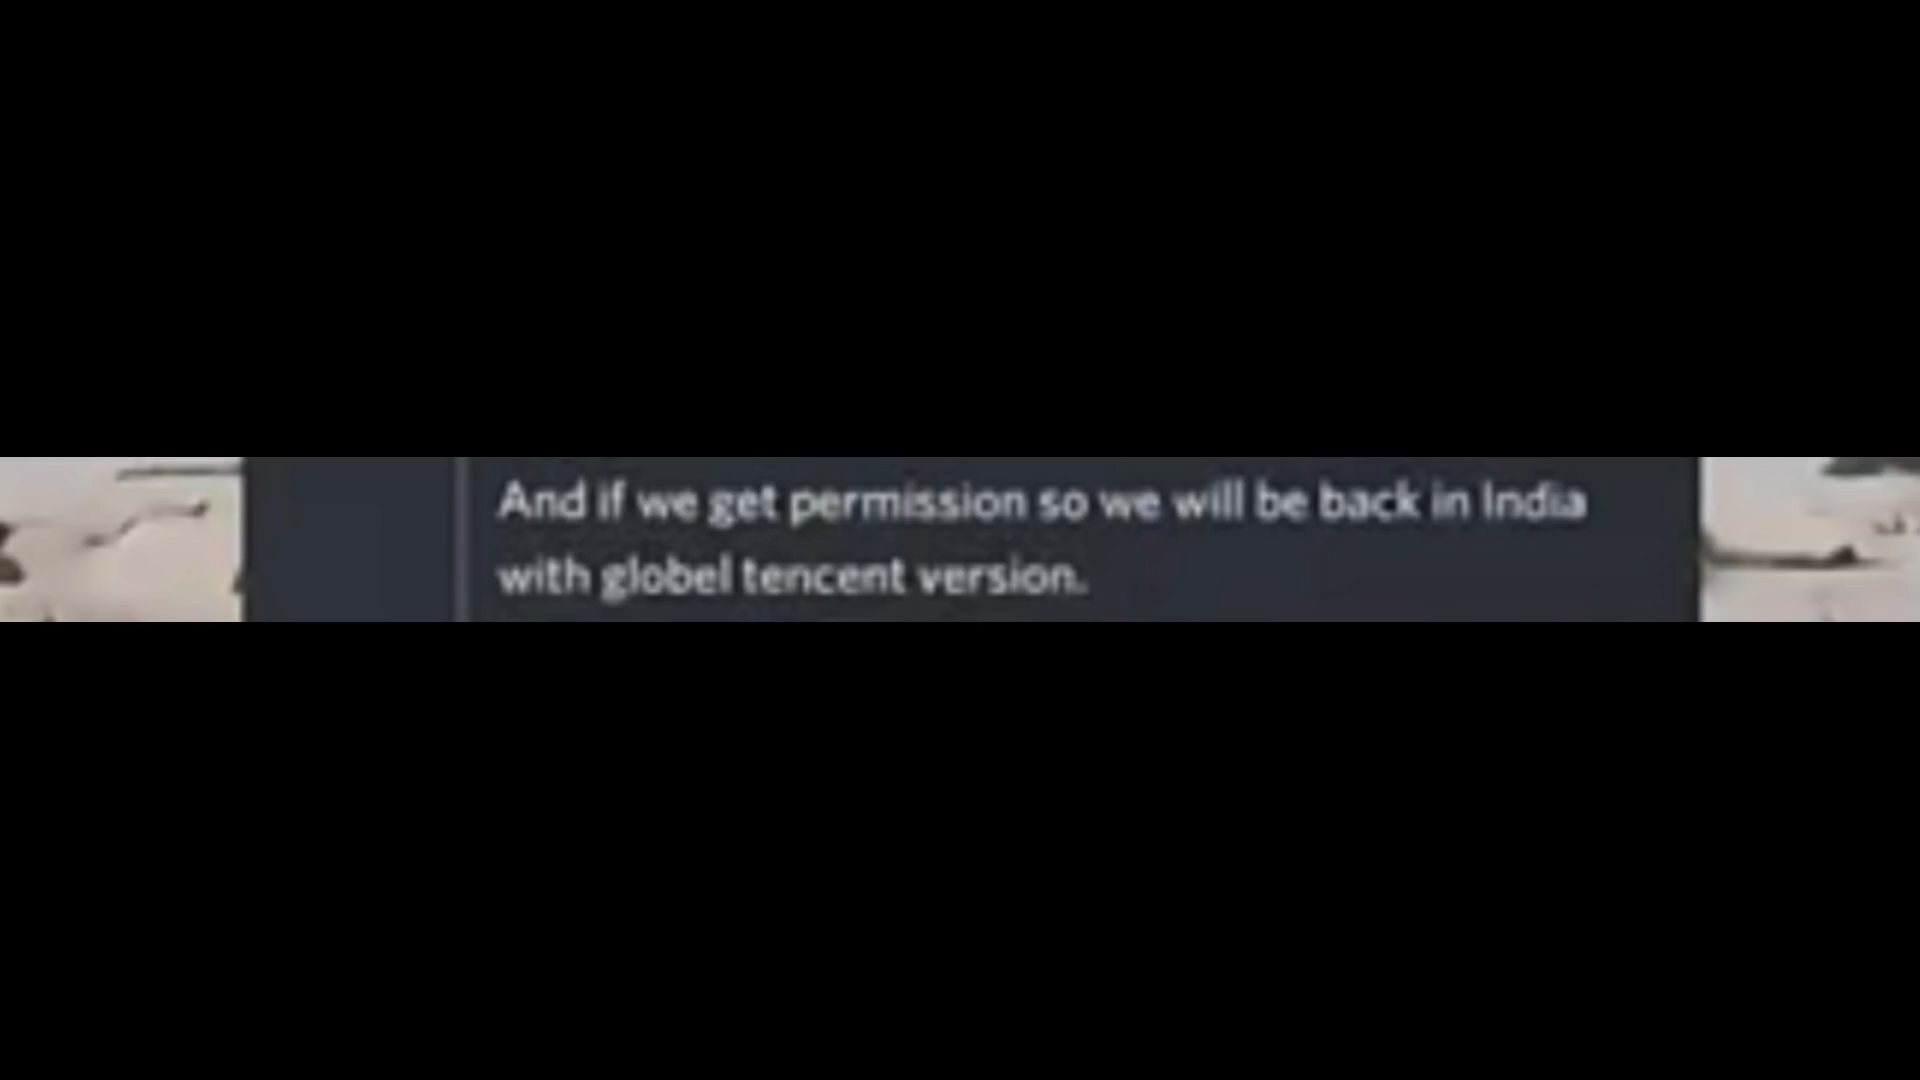 And if we get permission so we will be back in India
with globel tencent version.